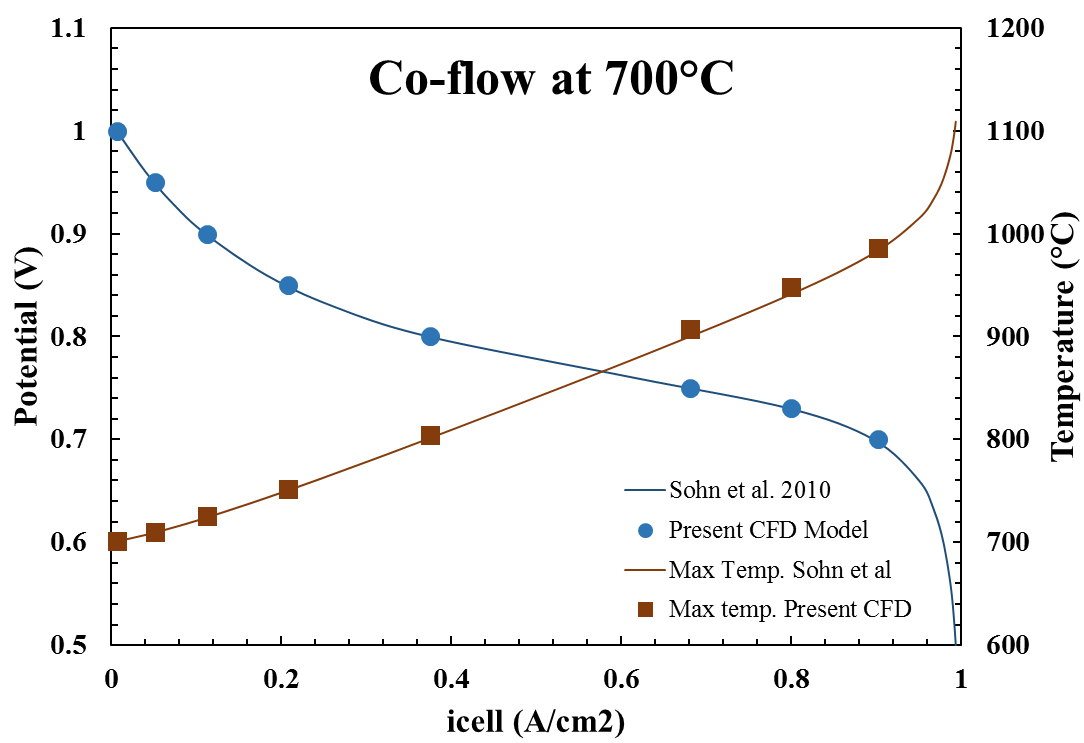 Co-flow at 700°C
1.1
1
0.9
0.8
0.7
0.6
0.5
Potential (V)
1200
1100
1000
900
800
700
600
Temperature (°C)
Sohn et al. 2010
Present CFD Model
Max Temp. Sohn et al
Max temp. Present CFD
0 0.2 0.4 0.6 0.8 1
icell (A/cm2)